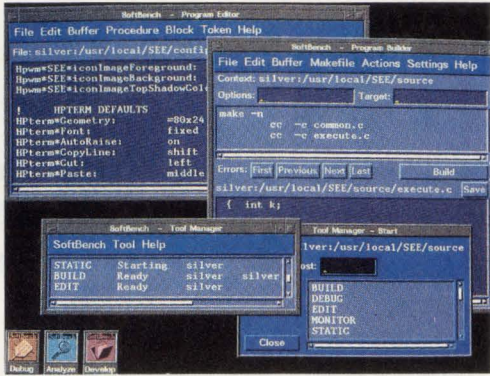 SoftBench - Program Editor
File Edit Buffer Procedure Block Token Help
File: silver:/usr/local/SEE/confi
Hpwm*SEE*iconImageForeground:
Hpwm*SEE*iconImageBackground:
Hpwm*SEE*iconImageTopShadowColo
! HPTERM DEFAULTS
HPterm*Geometry: =80x24
HPterm*Font: fixed
HPterm*AutoRaise: on
HPterm*CopyLine: shift
HPterm*Cut: left
HPterm*Paste: middle
SoftBench - Program Builder
File Edit Buffer Makefile Actions Settings Help
Context: silver:/usr/local/SEE/source
Options: Target:
make -n
cc -c common.c
cc -c execute.c
Errors: First Previous Next Last Build
silver:/usr/local/SEE/source/execute.c Save
{ int k;
SoftBench - Tool Manager
SoftBench Tool Help
STATIC Starting silver
BUILD Ready silver silver
EDIT Ready silver
Tool Manager - Start
lver:/usr/local/SEE/source
ost:
BUILD
DEBUG
EDIT
MONITOR
STATIC
Close
Debug
Analyze
Develop